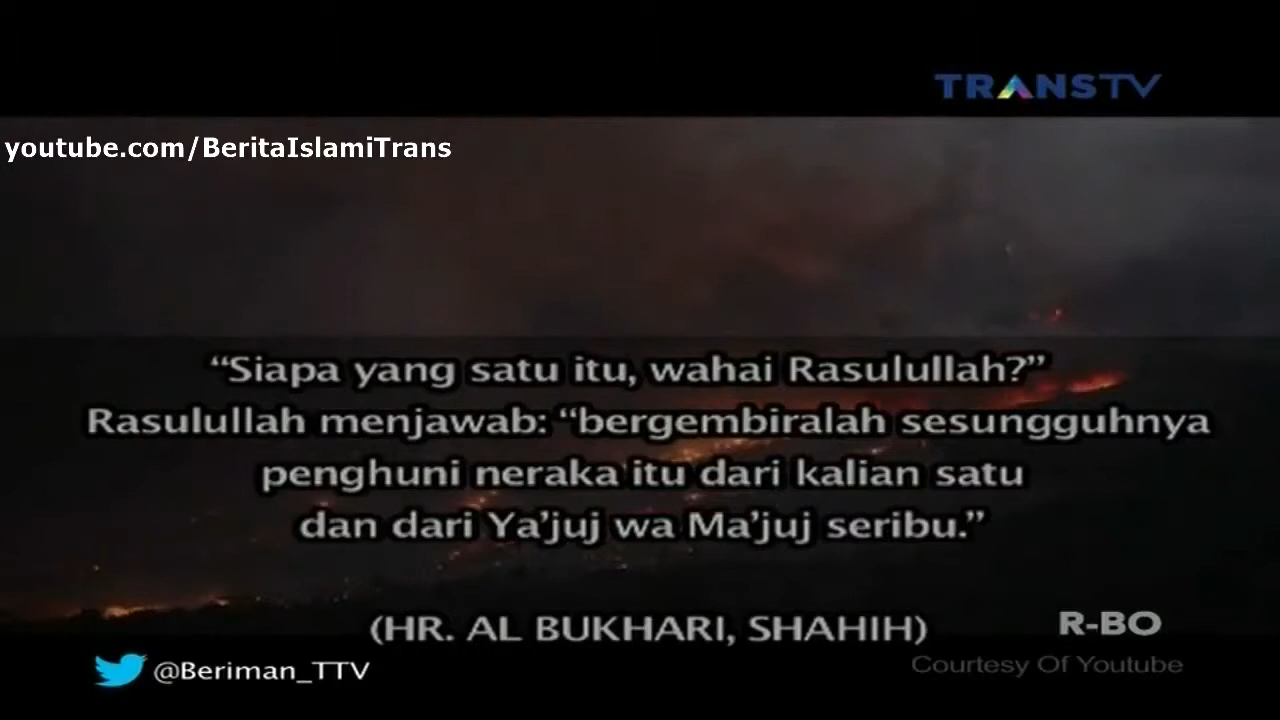 TRANSTV
youtube.com/BeritaIslamiTrans
“Siapa yang satu itu, wahai Rasulullah?”
Rasulullah menjawab: “bergembiralah sesungguhnya
penghuni neraka itu dari kalian satu
dan dari Ya’juj wa Ma’juj seribu.”
(HR. AL BUKHARI, SHAHIH)
R-BO
@Beriman_TTV
Courtesy Of Youtube